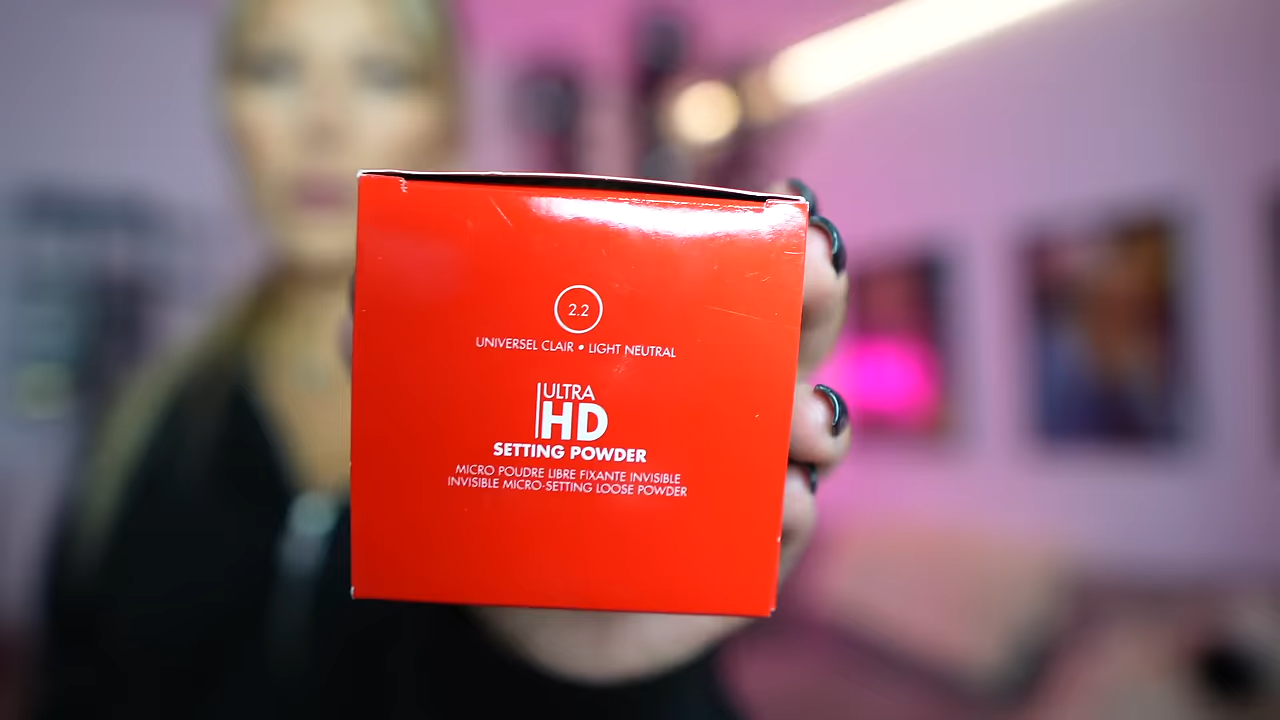 2.2
UNIVERSEL CLAIR • LIGHT NEUTRAL
ULTRA
HD
SETTING POWDER
MICRO POUDRE LIBRE FIXANTE INVISIBLE
INVISIBLE MICRO-SETTING LOOSE POWDER